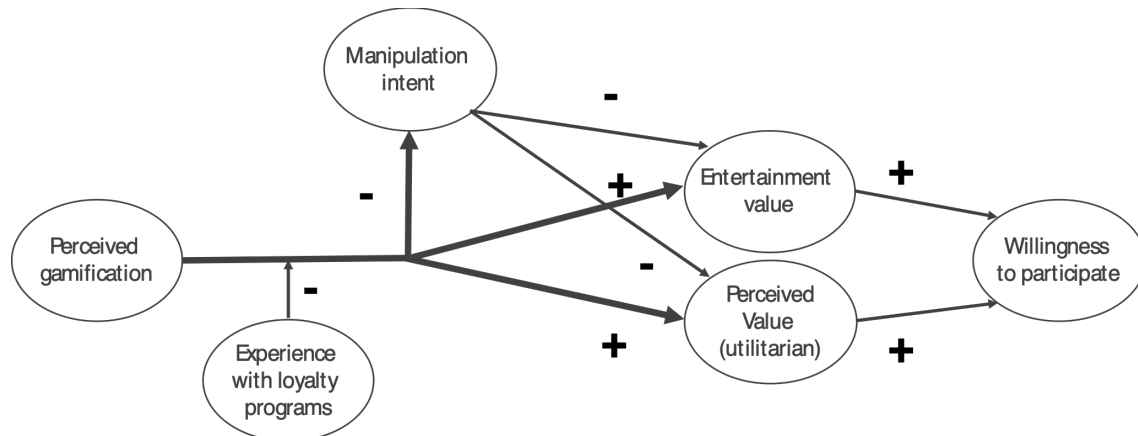 Manipulation
intent
-
-
+
Entertainment
value
+
Perceived
gamification
-
Experience
with loyalty
programs
-
+
Perceived
Value
(utilitarian)
+
Willingness
to participate